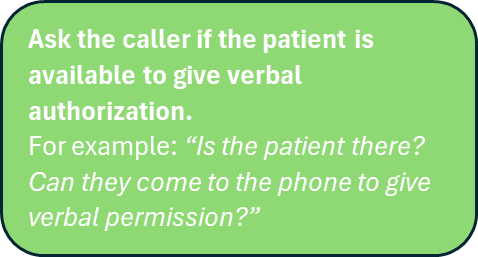 Ask the caller if the patient is
available to give verbal
authorization.
For example: “Is the patient there?
Can they come to the phone to give
verbal permission?”